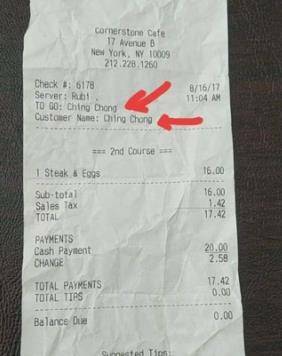 Cornerstone Cafe
17 Avenue B
New York, NY 10009
212.228.1260
Check #: 6178 8/16/17
Server: Rubi . 11:04 AM
TO GO: Ching Chong
Customer Name: Ching Chong
=== 2nd Course ===
1 Steak & Eggs 16.00
Sub-total 16.00
Sales Tax 1.42
TOTAL 17.42
PAYMENTS
Cash Payment 20.00
CHANGE 2.58
TOTAL PAYMENTS 17.42
TOTAL TIPS 0.00
Balance Due 0.00
Suggested Tips: